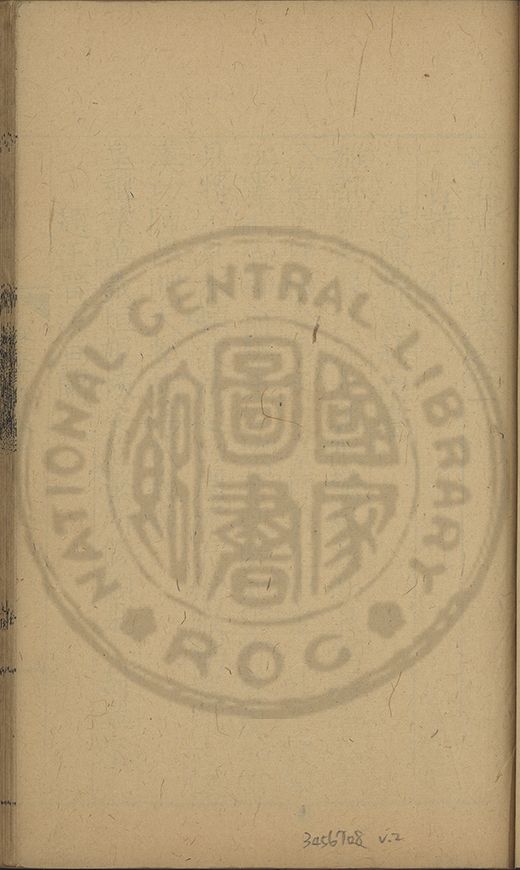 NATIONAL CENTRAL LIBRARY
國家圖書館
ROC
3056708 v.2